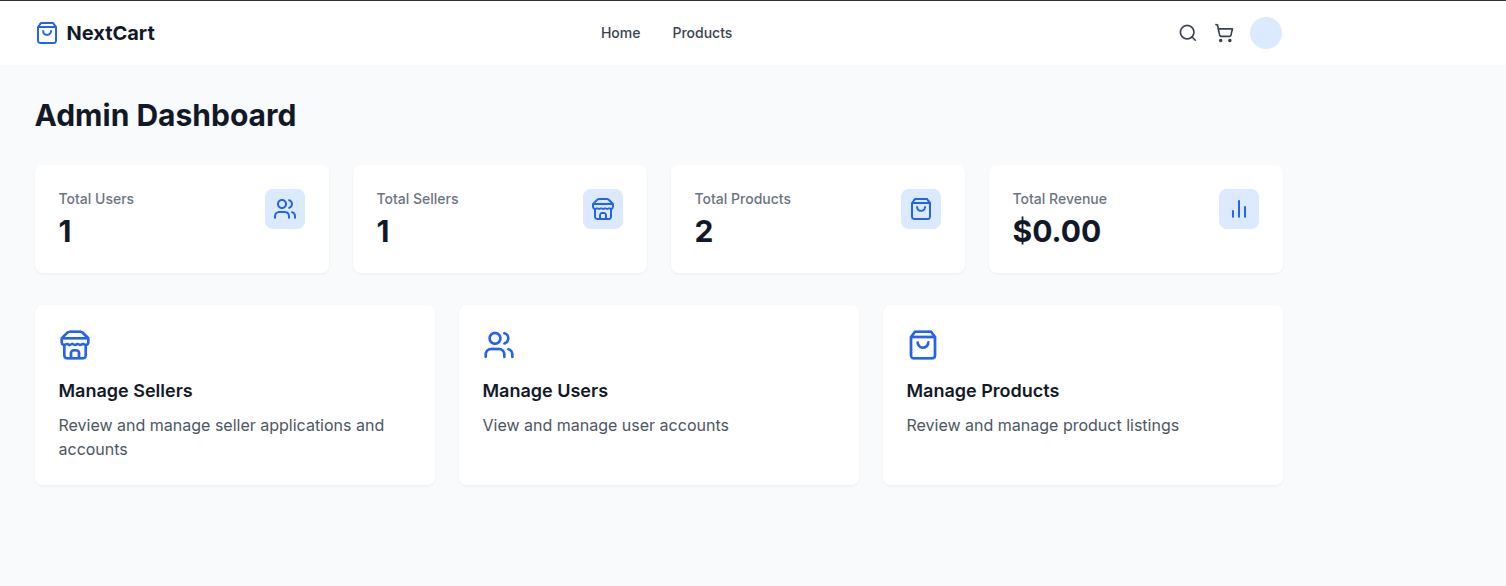 NextCart
Home
Products
Admin Dashboard
Total Users
1
Total Sellers
1
Total Products
2
Total Revenue
$0.00
Manage Sellers
Review and manage seller applications and
accounts
Manage Users
View and manage user accounts
Manage Products
Review and manage product listings